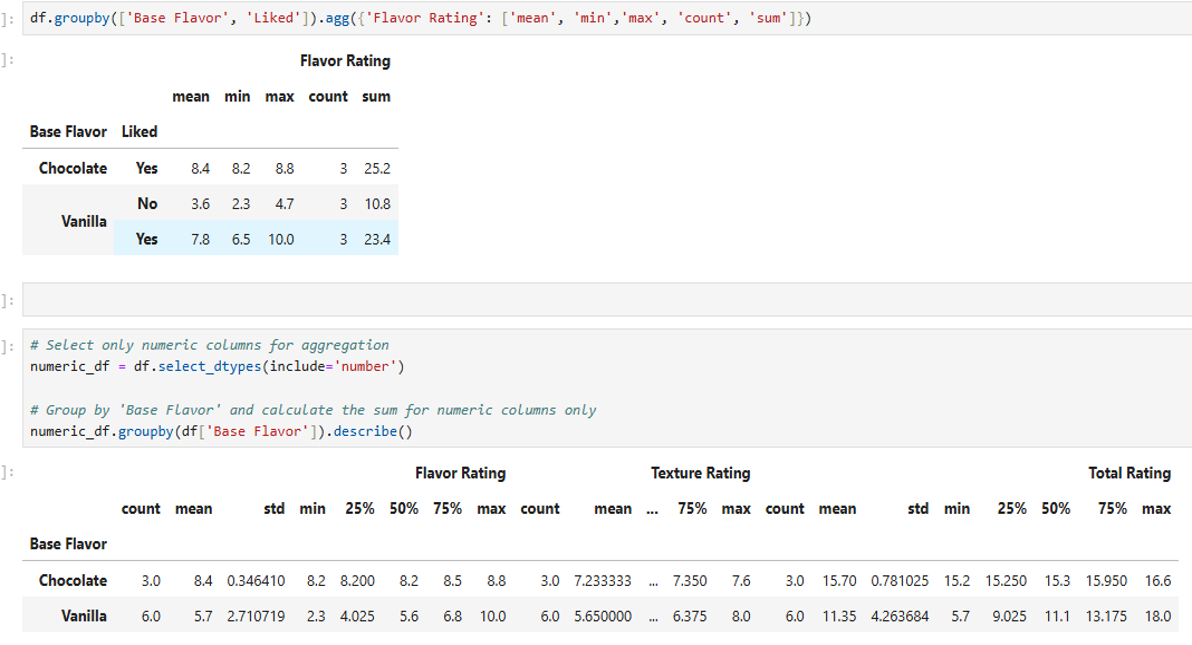 ]: df.groupby(['Base Flavor', 'Liked']).agg({'Flavor Rating': ['mean', 'min','max', 'count', 'sum']})
]: Flavor Rating
mean min max count sum
Base Flavor Liked
Chocolate Yes 8.4 8.2 8.8 3 25.2
No 3.6 2.3 4.7 3 10.8
Vanilla
Yes 7.8 6.5 10.0 3 23.4
]:
]: # Select only numeric columns for aggregation
numeric_df = df.select_dtypes(include='number')
# Group by 'Base Flavor' and calculate the sum for numeric columns only
numeric_df.groupby(df['Base Flavor']).describe()
]: Flavor Rating Texture Rating Total Rating
count mean std min 25% 50% 75% max count mean ... 75% max count mean std min 25% 50% 75% max
Base Flavor
Chocolate 3.0 8.4 0.346410 8.2 8.200 8.2 8.5 8.8 3.0 7.233333 ... 7.350 7.6 3.0 15.70 0.781025 15.2 15.250 15.3 15.950 16.6
Vanilla 6.0 5.7 2.710719 2.3 4.025 5.6 6.8 10.0 6.0 5.650000 ... 6.375 8.0 6.0 11.35 4.263684 5.7 9.025 11.1 13.175 18.0